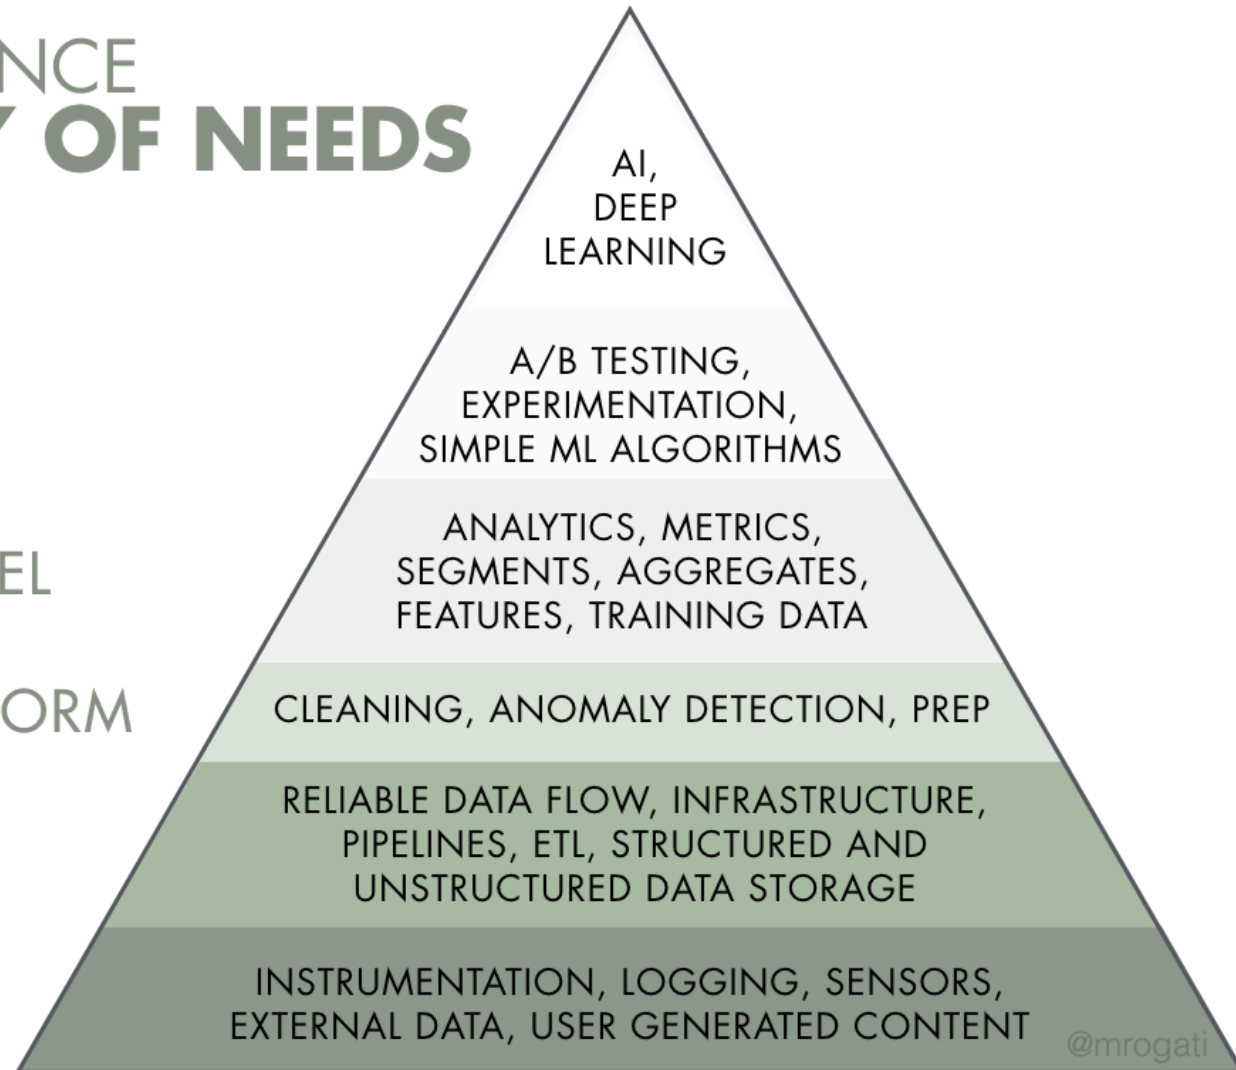 NCE
OF NEEDS
AI,
DEEP
LEARNING
A/B TESTING,
EXPERIMENTATION,
SIMPLE ML ALGORITHMS
ANALYTICS, METRICS,
SEGMENTS, AGGREGATES,
FEATURES, TRAINING DATA
EL
ORM
CLEANING, ANOMALY DETECTION, PREP
RELIABLE DATA FLOW, INFRASTRUCTURE,
PIPELINES, ETL, STRUCTURED AND
UNSTRUCTURED DATA STORAGE
INSTRUMENTATION, LOGGING, SENSORS,
EXTERNAL DATA, USER GENERATED CONTENT
@mrogati